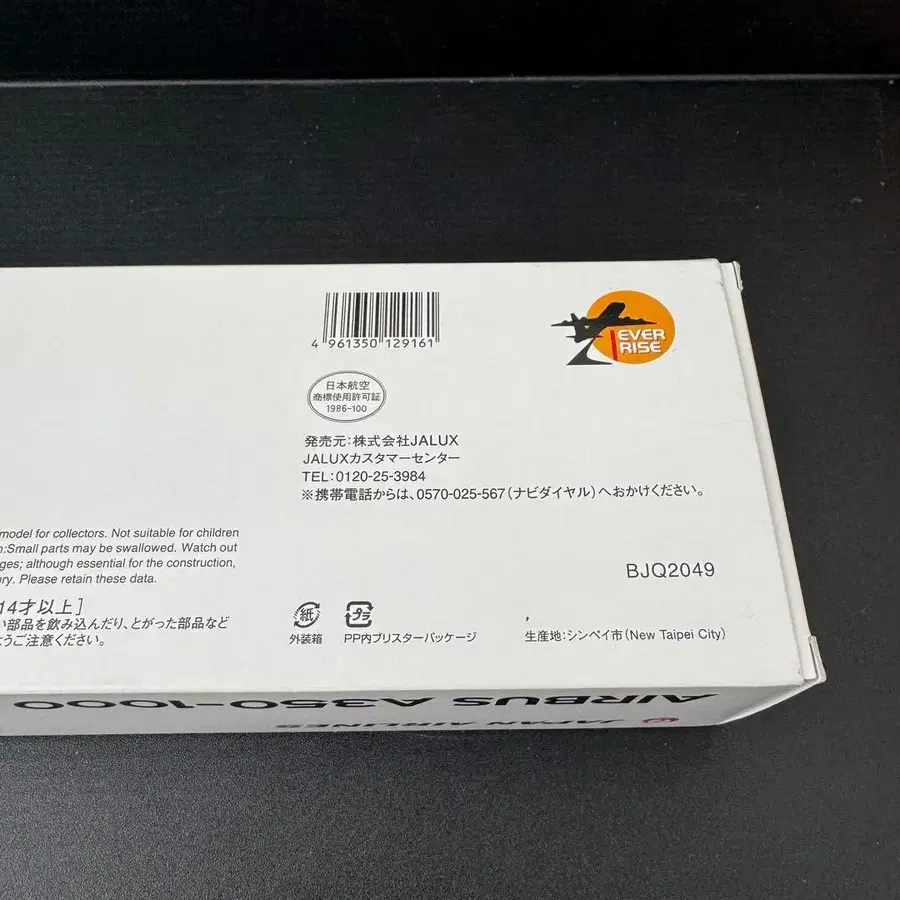 4 961350 129161
EVER
RISE
日本航空
商標使用許可証
1986-100
発売元:株式会社JALUX
JALUXカスタマーセンター
TEL:0120-25-3984
※携帯電話からは、0570-025-567(ナビダイヤル)へおかけください。
model for collectors. Not suitable for children
:Small parts may be swallowed. Watch out
ges; although essential for the construction,
ry. Please retain these data.
BJQ2049
14才以上]
い部品を飲み込んだり、とがった部品など
うご注意ください。
紙
外装箱
プラ
PP内ブリスターパッケージ
生産地:シンペイ市(New Taipei City)
AIRBUS A350-1000
JAPAN AIRLINES